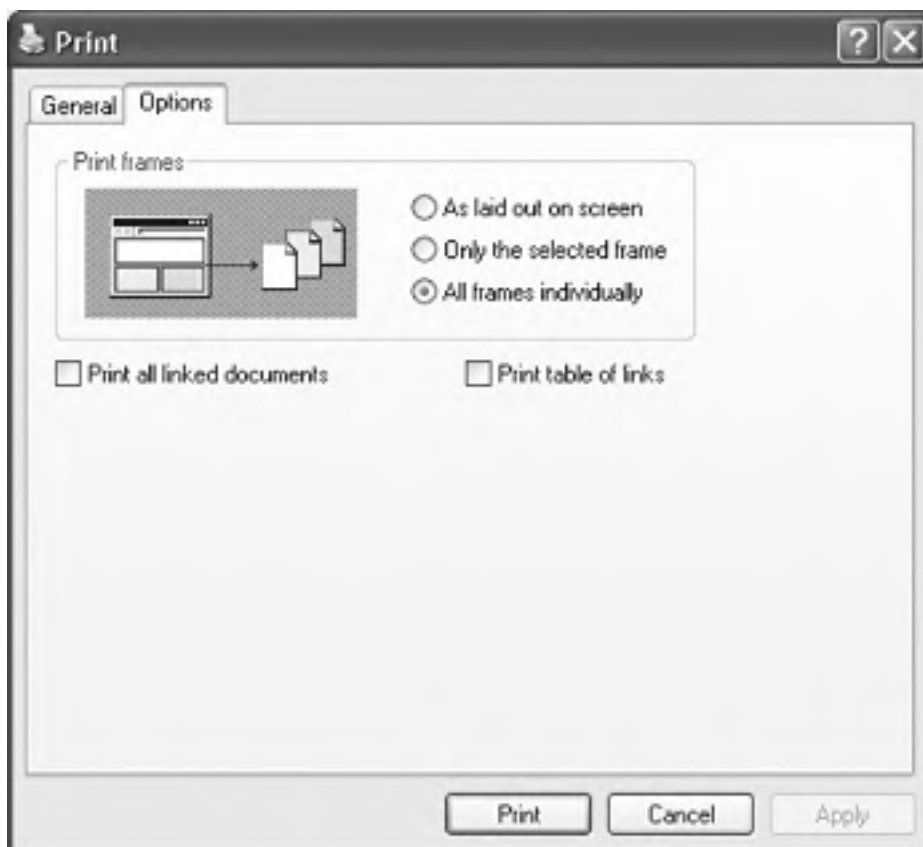 Print
General Options
Print frames
As laid out on screen
Only the selected frame
All frames individually
Print all linked documents Print table of links
Print Cancel Apply